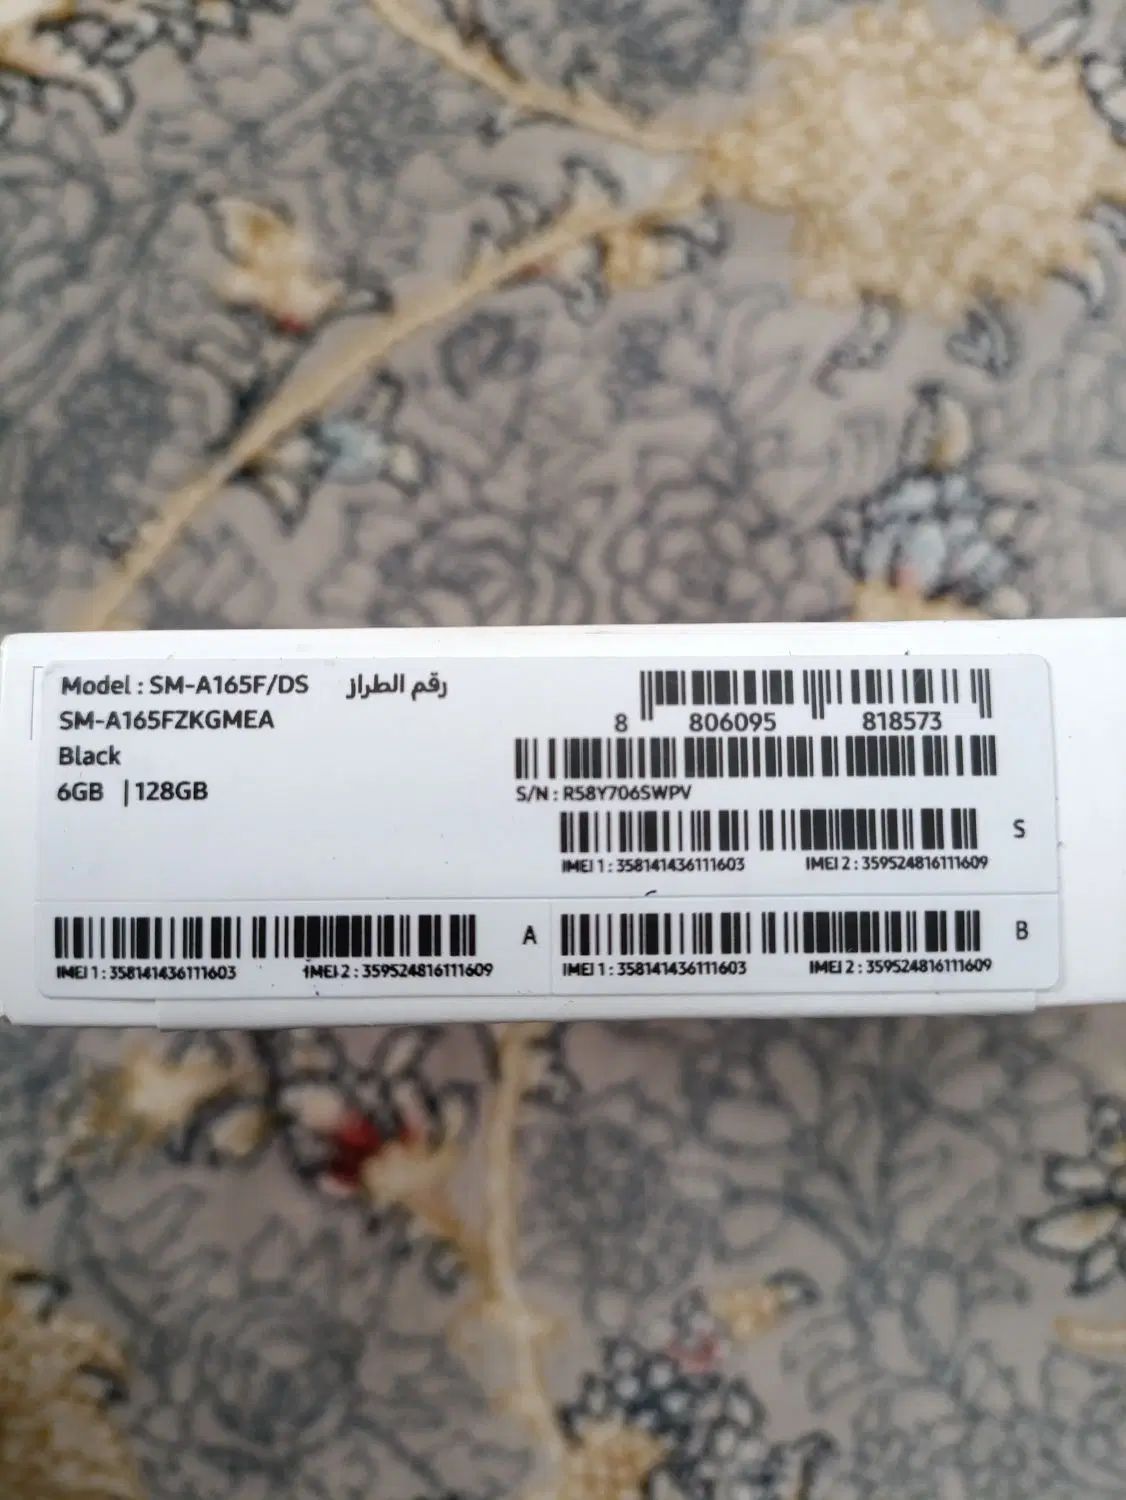 Model : SM-A165F/DS رقم الطراز
SM-A165FZKGMEA
Black
6GB | 128GB
8 806095 818573
S/N : R58Y706SWPV
S
IMEI 1 : 358141436111603 IMEI 2 : 359524816111609
A
IMEI 1 : 358141436111603 IMEI 2 : 359524816111609
B
IMEI 1 : 358141436111603 IMEI 2 : 359524816111609